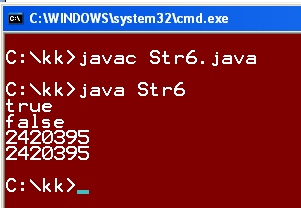 C:\WINDOWS\system32\cmd.exe
C:\kk>javac Str6.java
C:\kk>java Str6
true
false
2420395
2420395
C:\kk>_